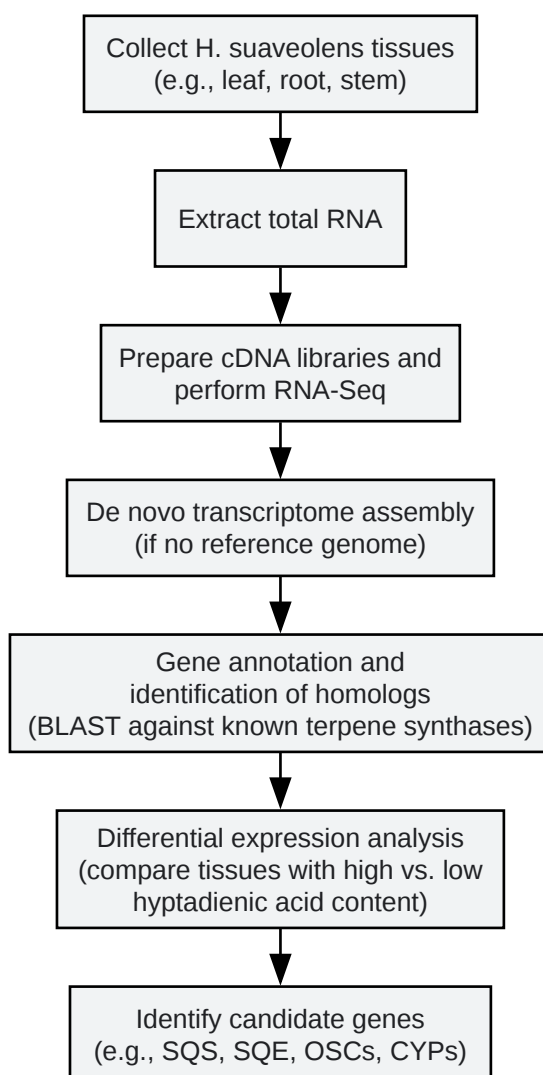 Collect H. suaveolens tissues
(e.g., leaf, root, stem)
Extract total RNA
Prepare cDNA libraries and
perform RNA-Seq
De novo transcriptome assembly
(if no reference genome)
Gene annotation and
identification of homologs
(BLAST against known terpene synthases)
Differential expression analysis
(compare tissues with high vs. low
hyptadienic acid content)
Identify candidate genes
(e.g., SQS, SQE, OSCs, CYPs)